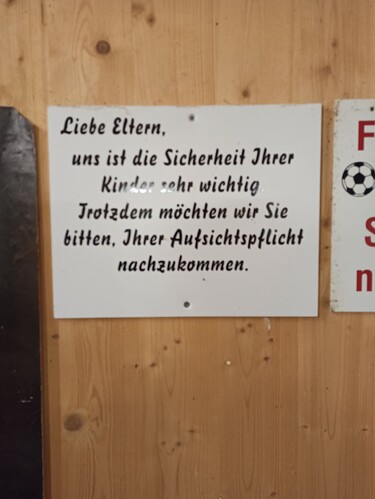 Liebe Eltern,
uns ist die Sicherheit Ihrer
Kinder sehr wichtig
Trotzdem möchten wir Sie
bitten, Ihrer Aufsichtspflicht
nachzukommen.
F
S
n